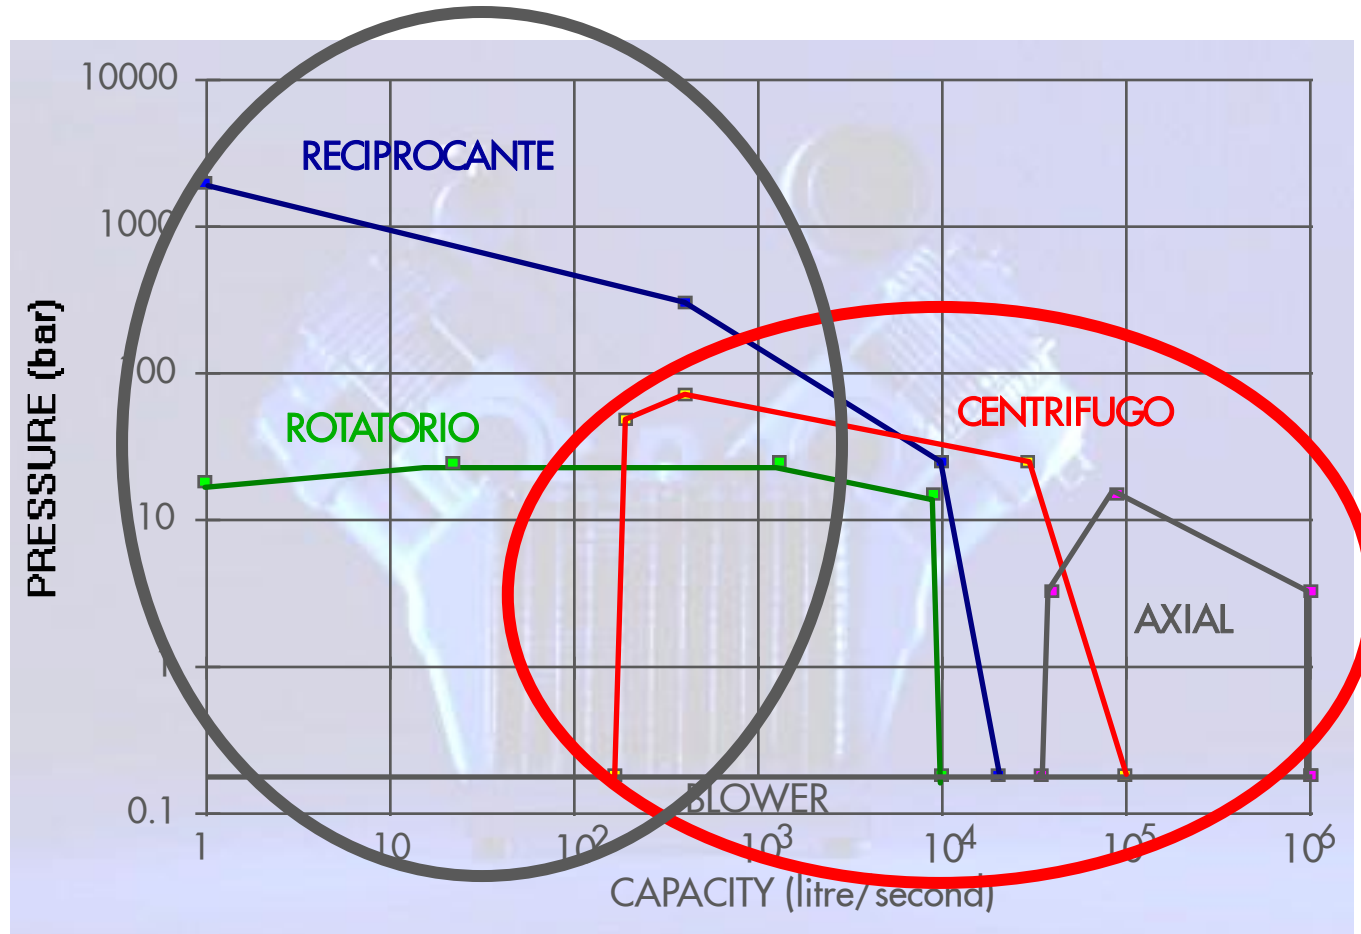 10000
RECIPROCANTE
1000
PRESSURE (bar)
100
CENTRIFUGO
ROTATORIO
10
AXIAL
1
BLOWER
0.1
1 10 10² 10³ 10⁴ 10⁵ 10⁶
CAPACITY (litre/second)